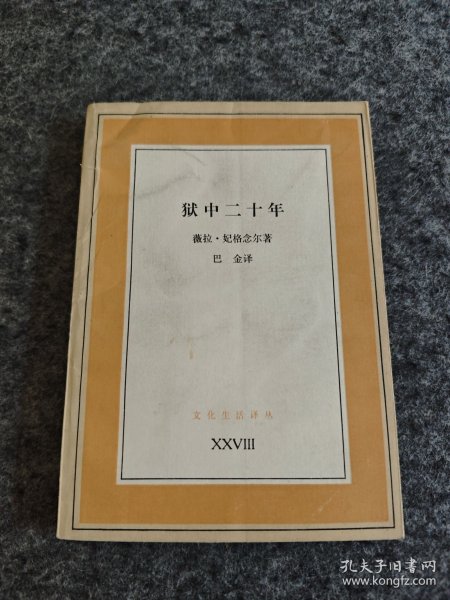 狱中二十年
薇拉·妃格念尔著
巴 金译
文化生活译丛
XXVIII
孔夫子旧书网
www.kongfz.com